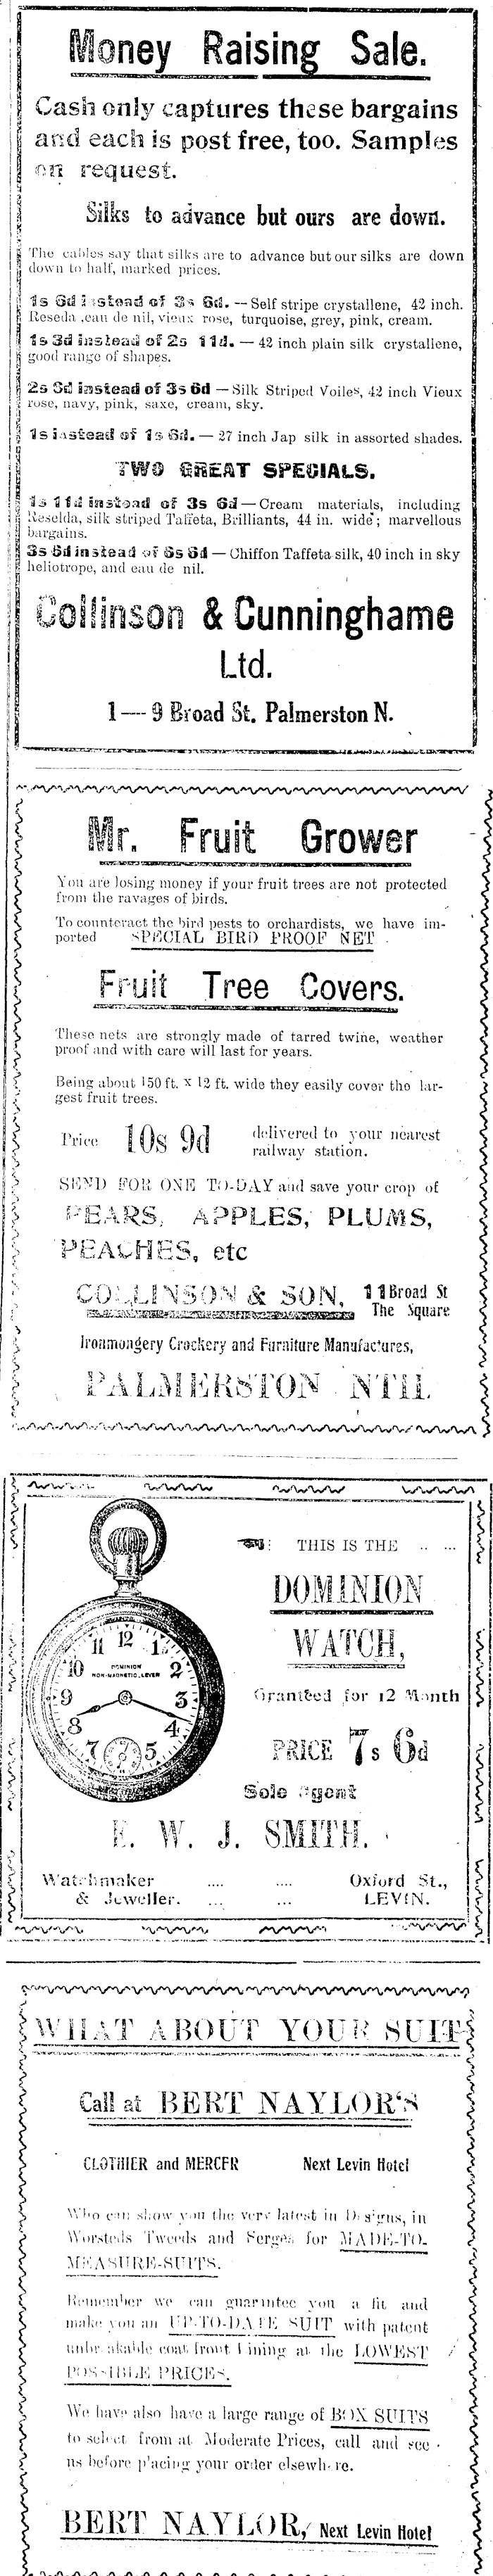 Money Raising Sale.
Cash only captures these bargains
and each is post free, too. Samples
on request.
Silks to advance but ours are down.
The cables say that silks are to advance but our silks are down
down to half, marked prices.
1s 6d instead of 3s 6d. — Self stripe crystallene, 42 inch.
Reseda ,eau de nil, vieux rose, turquoise, grey, pink, cream.
1s 3d instead of 2s 11d. — 42 inch plain silk crystallene,
good range of shapes.
2s 3d instead of 3s 6d — Silk Striped Voiles, 42 inch Vieux
rose, navy, pink, saxe, cream, sky.
1s instead of 1s 6d. — 27 inch Jap silk in assorted shades.
TWO GREAT SPECIALS.
1s 11d instead of 3s 6d — Cream materials, including
Reselda, silk striped Taffeta, Brilliants, 44 in. wide; marvellous
bargains.
3s 6d instead of 6s 6d — Chiffon Taffeta silk, 40 inch in sky
heliotrope, and eau de nil.
Collinson & Cunninghame
Ltd.
1—9 Broad St. Palmerston N.
Mr. Fruit Grower
You are losing money if your fruit trees are not protected
from the ravages of birds.
To counteract the bird pests to orchardists, we have im-
ported SPECIAL BIRD PROOF NET
Fruit Tree Covers.
These nets are strongly made of tarred twine, weather
proof and with care will last for years.
Being about 150 ft. x 12 ft. wide they easily cover the lar-
gest fruit trees.
Price 10s 9d delivered to your nearest
railway station.
SEND FOR ONE TO-DAY and save your crop of
PEARS, APPLES, PLUMS,
PEACHES, etc
COLLINSON & SON, 11 Broad St
The Square
Ironmongery Crockery and Furniture Manufactures,
PALMERSTON NTH.
THIS IS THE .. ...
DOMINION
WATCH,
Grantted for 12 Month
PRICE 7s 6d
Sole Agent
DOMINION
NON-MAGNETIC, LEVER
12 1 2 3 4 5 7 8 9 10 11
E. W. J. SMITH.
Watchmaker .... .... Oxford St.,
& Jeweller. ... ... LEVIN.
WHAT ABOUT YOUR SUIT
Call at BERT NAYLOR'S
CLOTHIER and MERCER Next Levin Hotel
Who can show you the very latest in Designs, in
Worsteds Tweeds and Serges for MADE-TO-
MEASURE-SUITS.
Remember we can guarintee you a fit and
make you an UP-TO-DATE SUIT with patent
unbreakable coat front Lining at the LOWEST
POSSIBLE PRICES.
We have also have a large range of BOX SUITS
to select from at Moderate Prices, call and see
us before placing your order elsewhere.
BERT NAYLOR, Next Levin Hotel